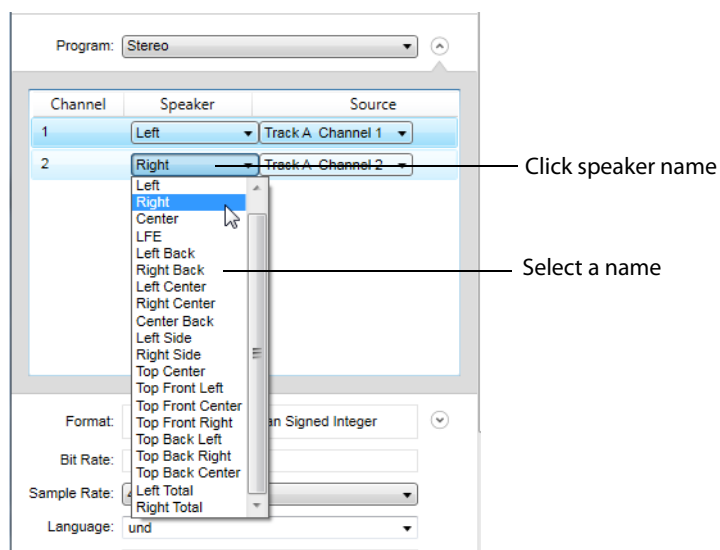 Program: Stereo
Channel Speaker Source
1 Left Track A Channel 1
2 Right Track A Channel 2
Click speaker name
Left
Right
Center
LFE
Left Back
Right Back
Select a name
Left Center
Right Center
Center Back
Left Side
Right Side
Top Center
Top Front Left
Top Front Center
Top Front Right
Top Back Left
Top Back Right
Top Back Center
Left Total
Right Total
Format: an Signed Integer
Bit Rate:
Sample Rate:
Language: und